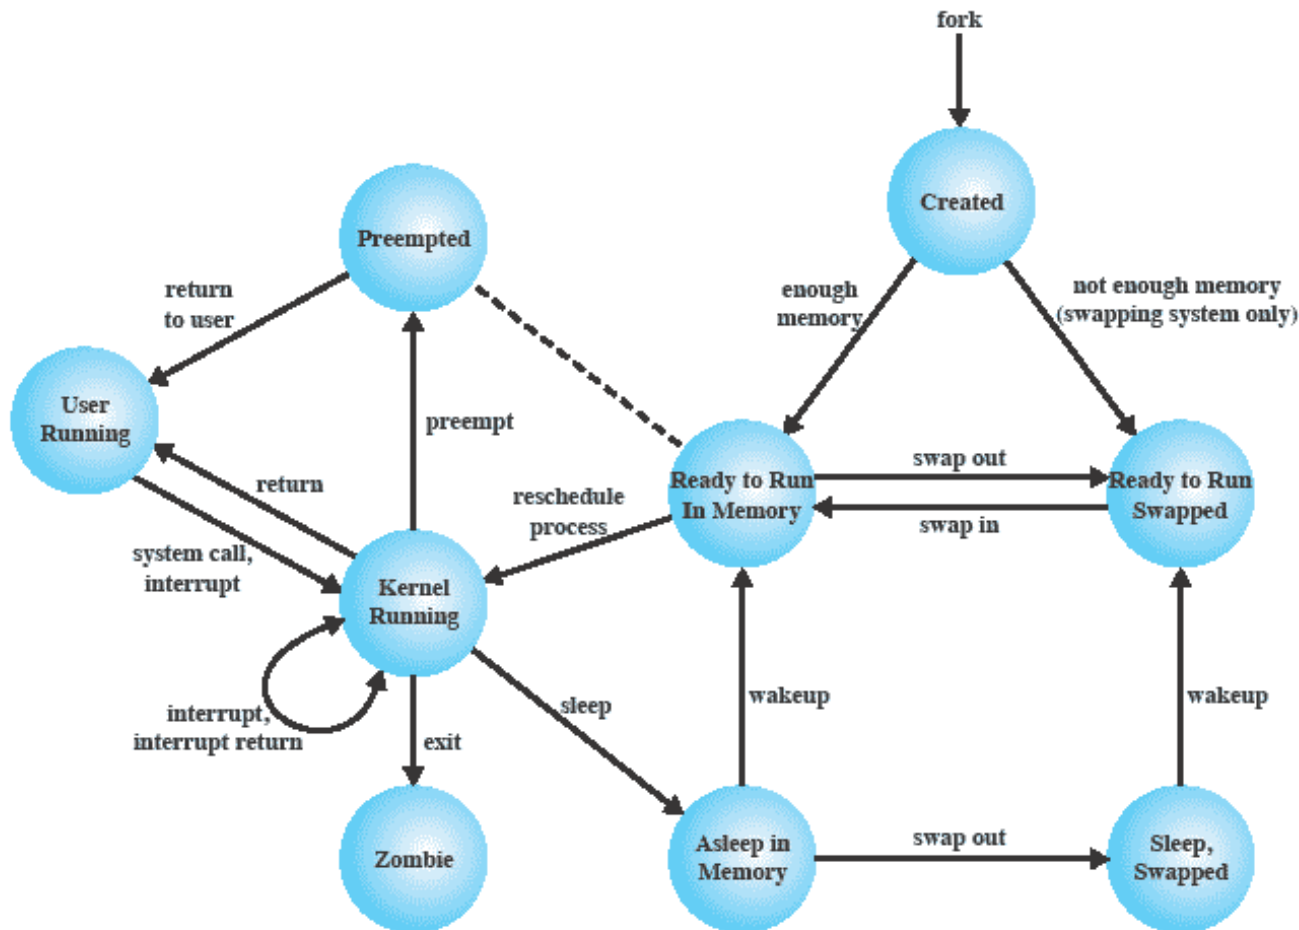 fork
Created
Preempted
return
to user
enough
memory
not enough memory
(swapping system only)
User
Running
preempt
return
reschedule
process
Ready to Run
In Memory
swap out
swap in
Ready to Run
Swapped
system call,
interrupt
Kernel
Running
interrupt,
interrupt return
sleep
wakeup
wakeup
exit
Zombie
Asleep in
Memory
swap out
Sleep,
Swapped